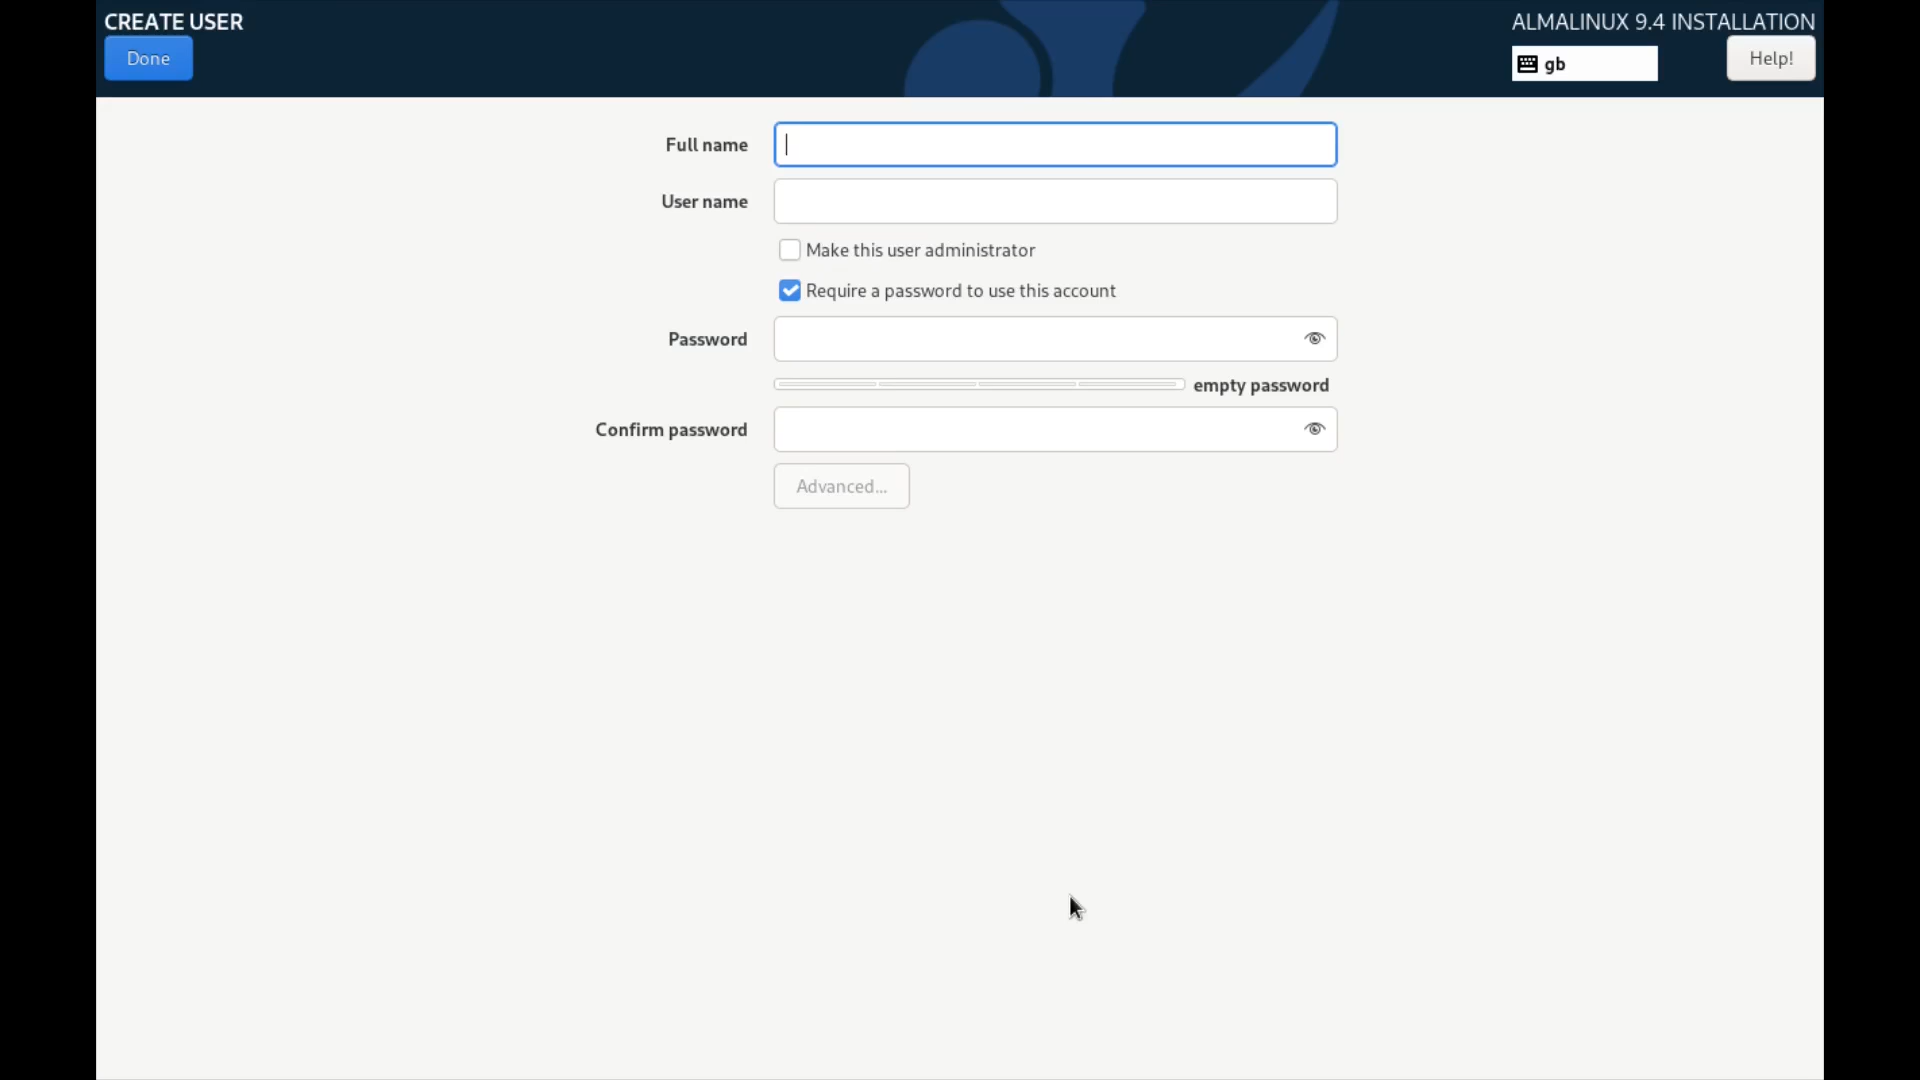 CREATE USER
ALMALINUX 9.4 INSTALLATION
Done
gb
Help!
Full name
User name
Make this user administrator
Require a password to use this account
Password
empty password
Confirm password
Advanced...